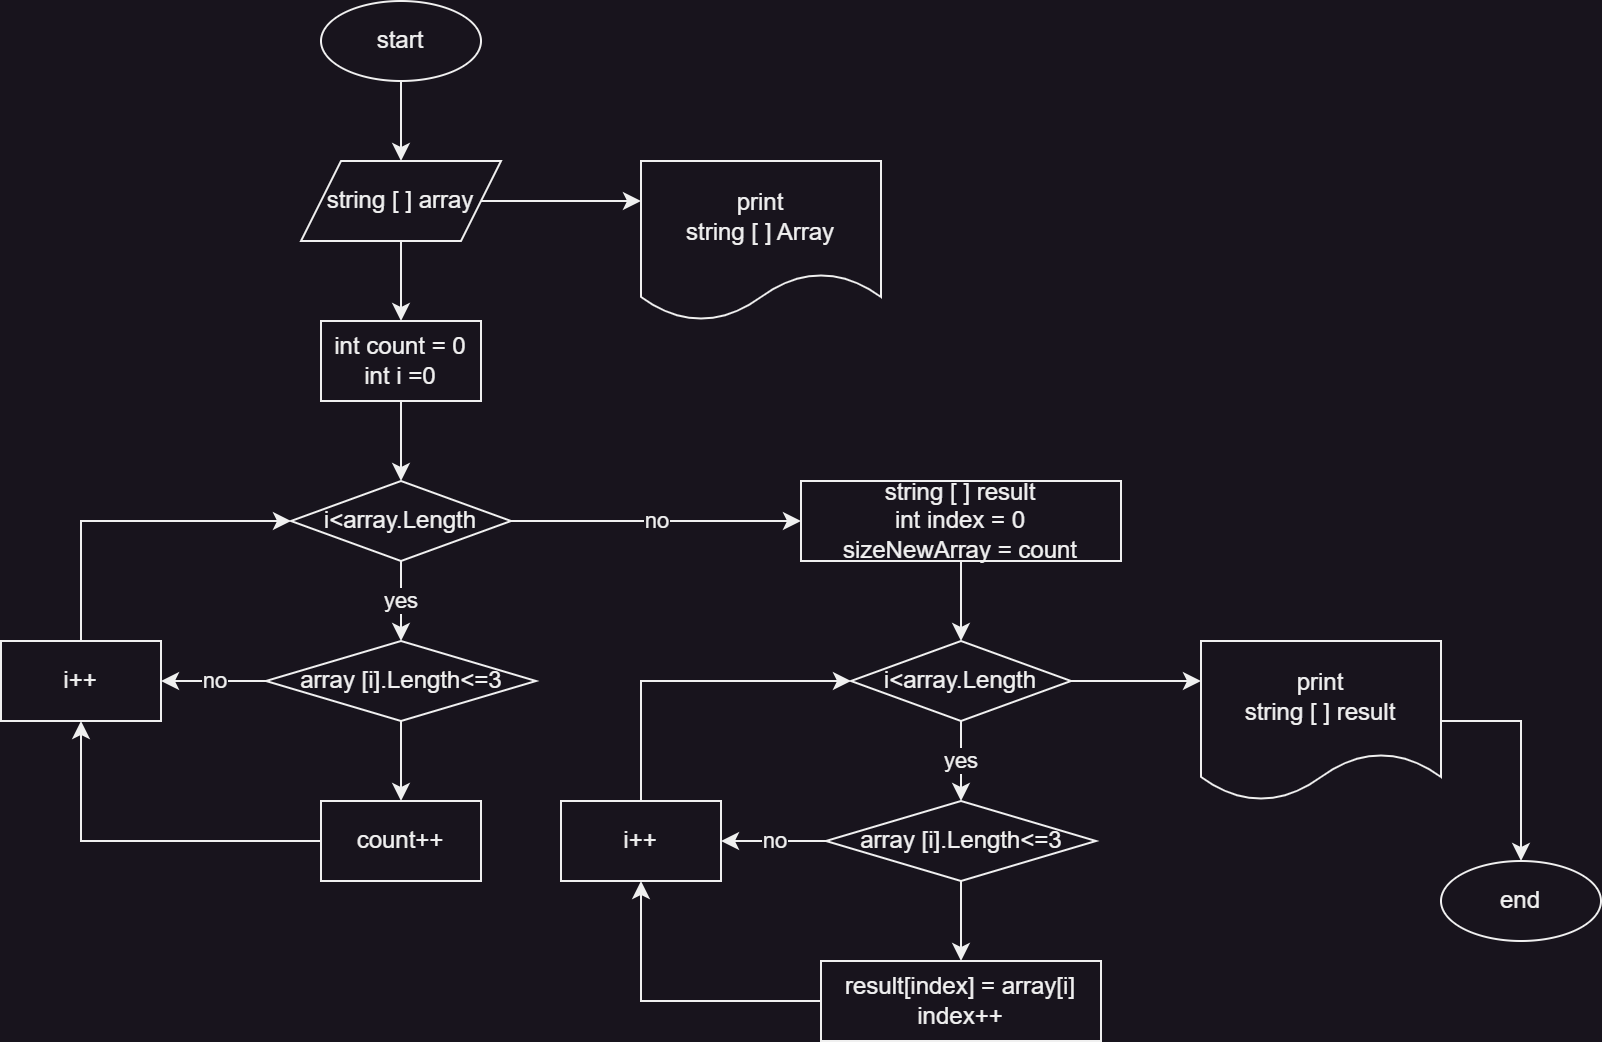 start
string [ ] array
print
string [ ] Array
int count = 0
int i =0
i<array.Length
no
string [ ] result
int index = 0
sizeNewArray = count
yes
i++
no
array [i].Length<=3
i<array.Length
print
string [ ] result
yes
count++
i++
no
array [i].Length<=3
end
result[index] = array[i]
index++